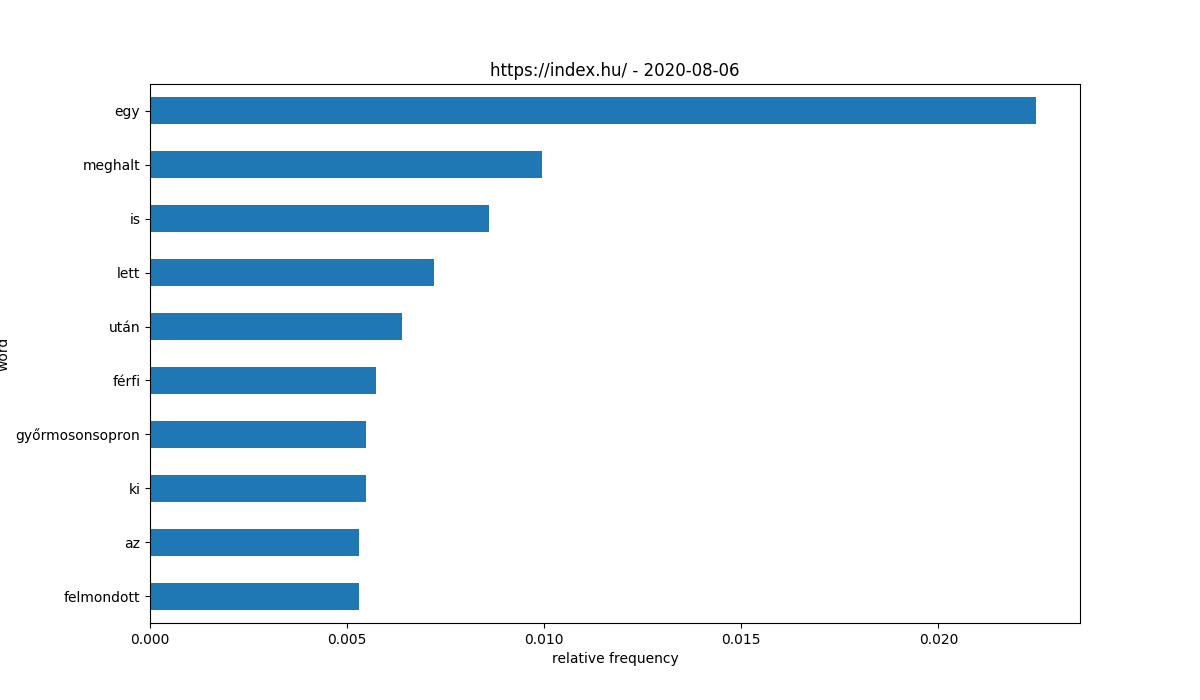 https://index.hu/ - 2020-08-06
egy
meghalt
is
lett
után
férfi
győrmosonsopron
ki
az
felmondott
word
0.000 0.005 0.010 0.015 0.020
relative frequency